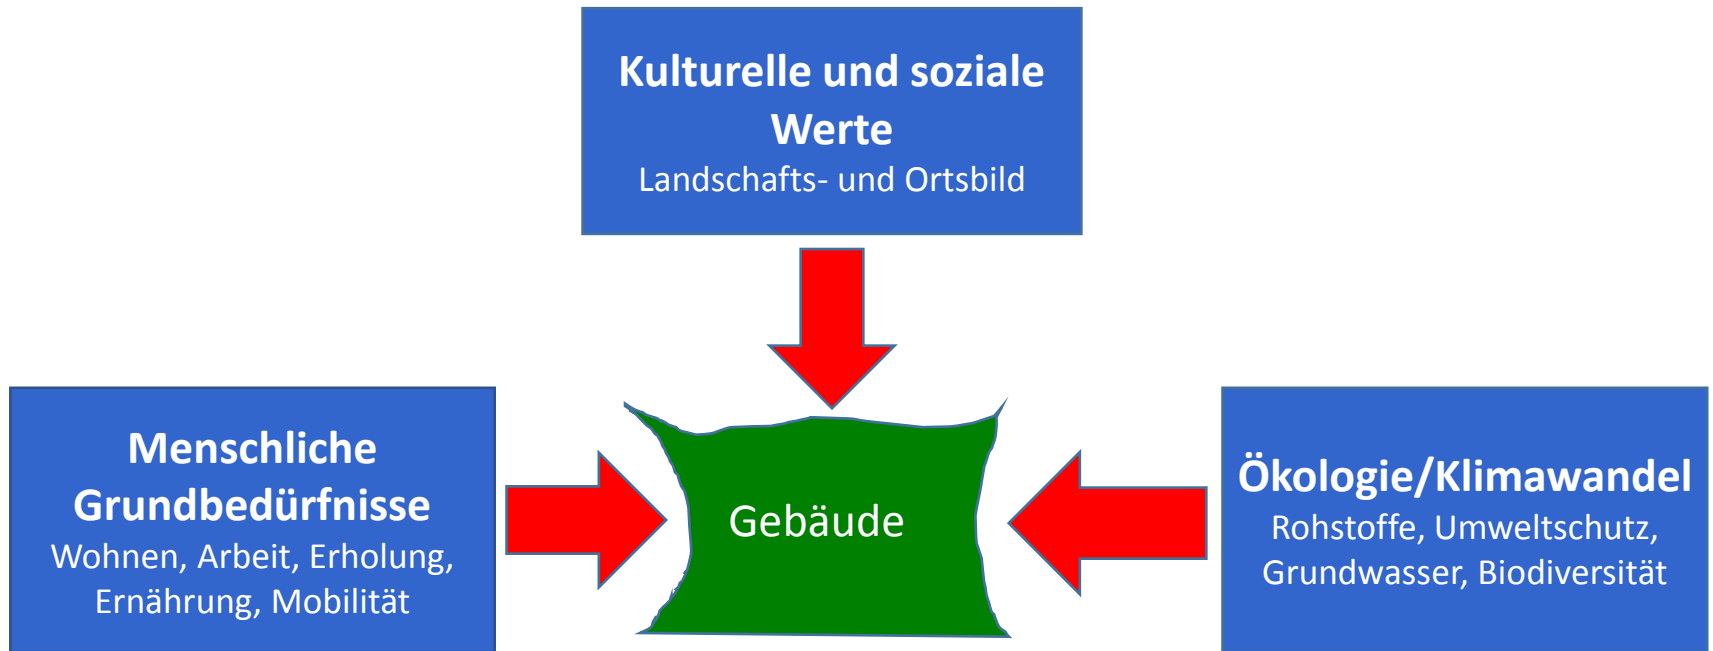 Kulturelle und soziale
Werte
Landschafts- und Ortsbild
Menschliche
Grundbedürfnisse
Wohnen, Arbeit, Erholung,
Ernährung, Mobilität
Gebäude
Ökologie/Klimawandel
Rohstoffe, Umweltschutz,
Grundwasser, Biodiversität